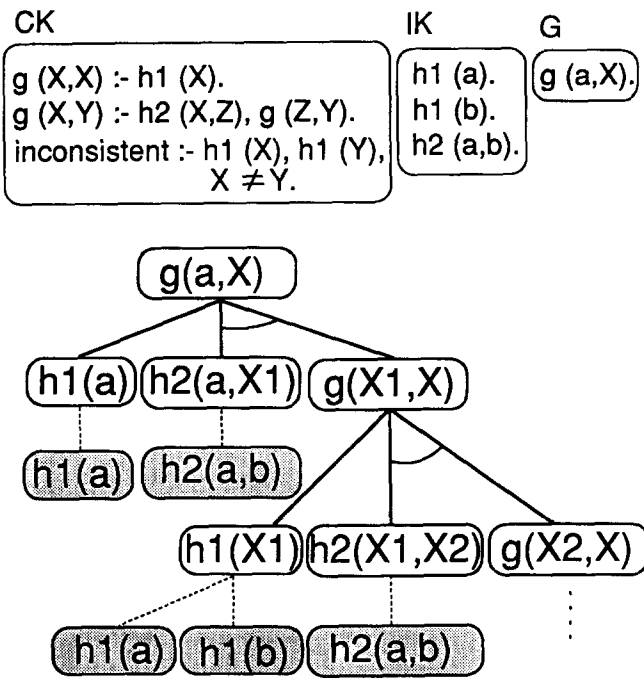 CK
g (X,X) :- h1 (X).
g (X,Y) :- h2 (X,Z), g (Z,Y).
inconsistent :- h1 (X), h1 (Y),
X ≠ Y.
IK
h1 (a).
h1 (b).
h2 (a,b).
G
g (a,X).
g(a,X)
h1(a) h2(a,X1) g(X1,X)
h1(a) h2(a,b)
h1(X1) h2(X1,X2) g(X2,X)
h1(a) h1(b) h2(a,b)